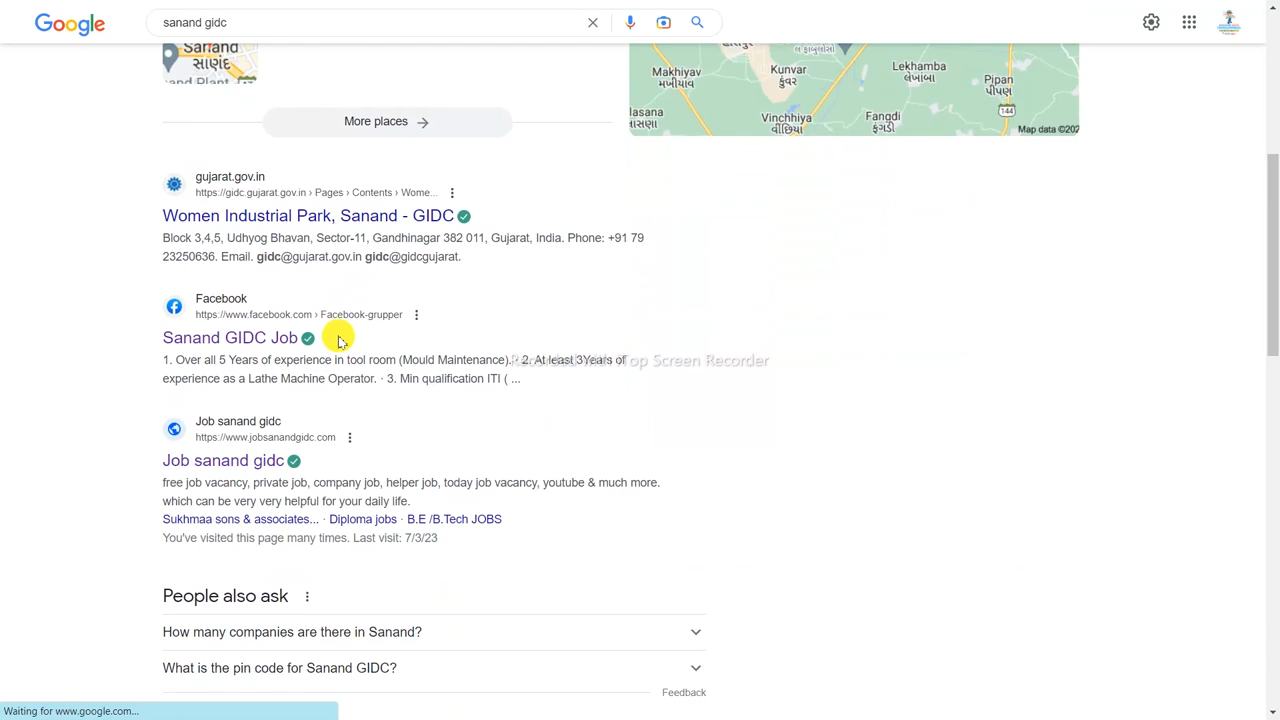 Google
sanand gidc
Sanand
સાણંદ
Makhiyav
મખીયાવ
Kunvar
કુંવર
Lekhamba
લેખંબા
Pipan
પીપણ
144
Vinchhiya
વીંછીયા
Fangdi
ફંગડી
Map data ©202
More places
gujarat.gov.in
https://gidc.gujarat.gov.in › Pages › Contents › Wome...
Women Industrial Park, Sanand - GIDC
Block 3,4,5, Udhyog Bhavan, Sector-11, Gandhinagar 382 011, Gujarat, India. Phone: +91 79
23250636. Email. gidc@gujarat.gov.in gidc@gidcgujarat.
Facebook
https://www.facebook.com › Facebook-grupper
Sanand GIDC Job
1. Over all 5 Years of experience in tool room (Mould Maintenance). · 2. At least 3Years of
experience as a Lathe Machine Operator. · 3. Min qualification ITI ( ...
Recorded with iTop Screen Recorder
Job sanand gidc
https://www.jobsanandgidc.com
Job sanand gidc
free job vacancy, private job, company job, helper job, today job vacancy, youtube & much more.
which can be very very helpful for your daily life.
Sukhmaa sons & associates... · Diploma jobs · B.E /B.Tech JOBS
You've visited this page many times. Last visit: 7/3/23
People also ask
How many companies are there in Sanand?
What is the pin code for Sanand GIDC?
Feedback
Waiting for www.google.com...